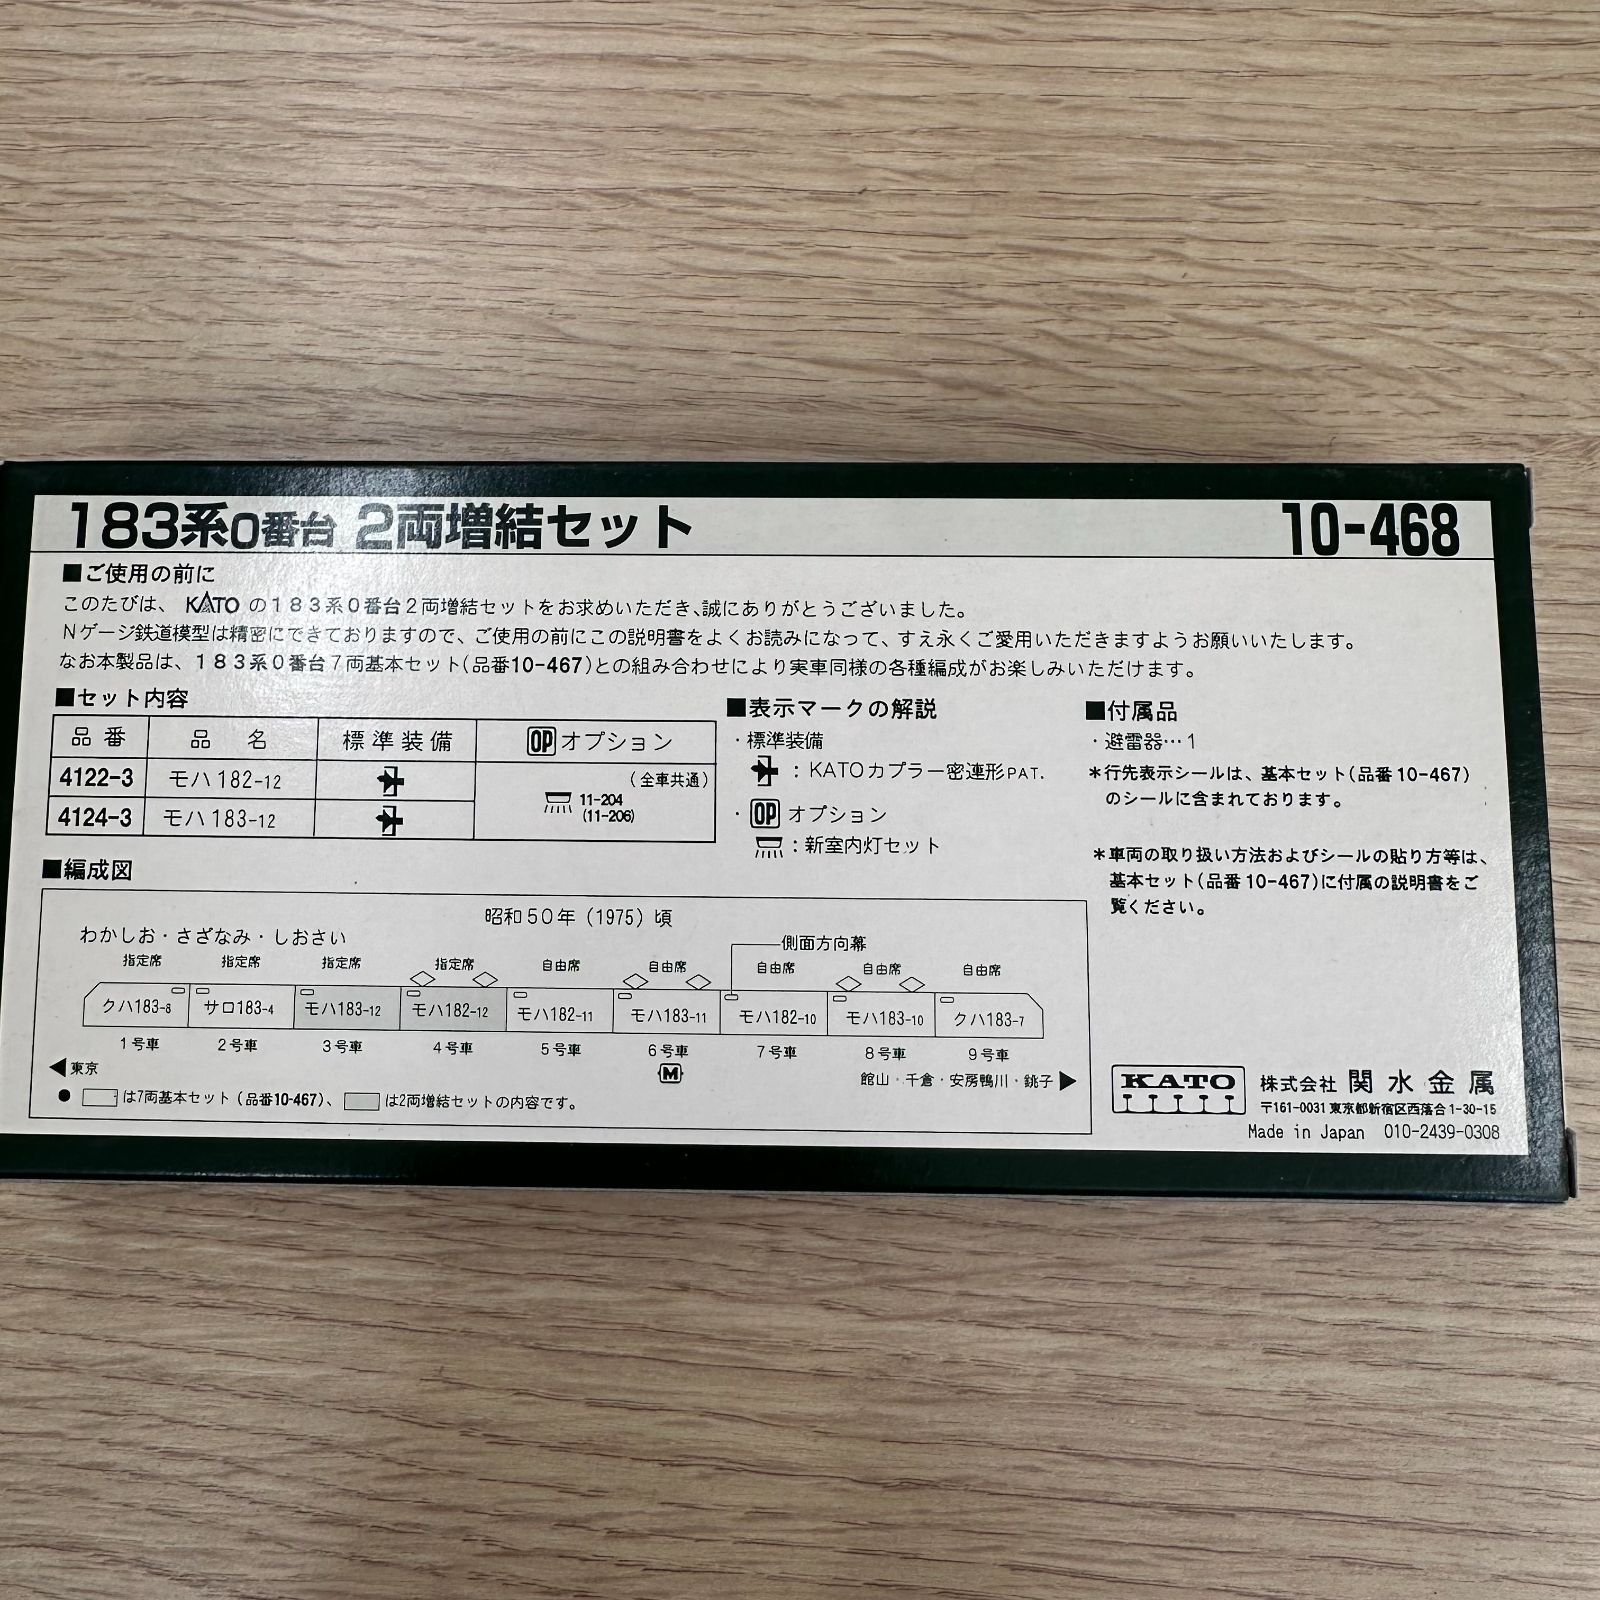 183系0番台 2両増結セット 10-468
■ご使用の前に
このたびは、KATOの183系0番台2両増結セットをお求めいただき、誠にありがとうございました。
Nゲージ鉄道模型は精密にできておりますので、ご使用の前にこの説明書をよくお読みになって、すえ永くご愛用いただきますようお願いいたします。
なお本製品は、183系0番台7両基本セット(品番10-467)との組み合わせにより実車同様の各種編成がお楽しみいただけます。
■セット内容
品番 品名 標準装備 OPオプション
4122-3 モハ182-12 (全車共通)
11-204
(11-206)
4124-3 モハ183-12
■表示マークの解説
・標準装備
：KATOカプラー密連形PAT.
・OP オプション
：新室内灯セット
■付属品
・避雷器…1
＊行先表示シールは、基本セット(品番10-467)
のシールに含まれております。
＊車両の取り扱い方法およびシールの貼り方等は、
基本セット(品番10-467)に付属の説明書をご
覧ください。
■編成図
昭和50年（1975）頃
わかしお・さざなみ・しおさい
側面方向幕
指定席 指定席 指定席 指定席 自由席 自由席 自由席 自由席 自由席
クハ183-8 サロ183-4 モハ183-12 モハ182-12 モハ182-11 モハ183-11 モハ182-10 モハ183-10 クハ183-7
1号車 2号車 3号車 4号車 5号車 6号車 7号車 8号車 9号車
M
◀東京 館山・千倉・安房鴨川・銚子▶
●は7両基本セット(品番10-467)、は2両増結セットの内容です。
KATO 株式会社 関水金属
〒161-0031 東京都新宿区西落合1-30-15
Made in Japan 010-2439-0308